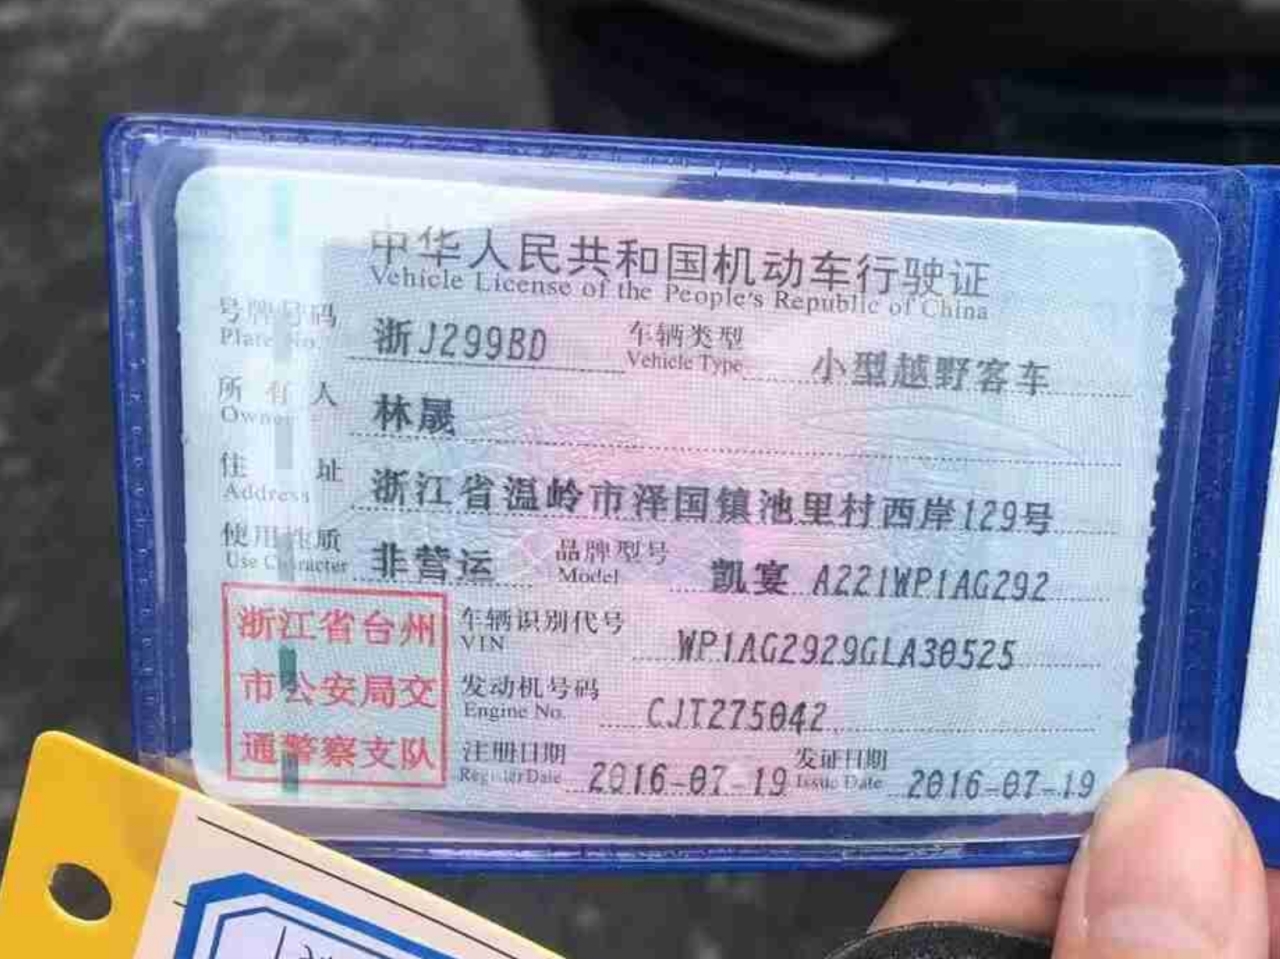 中华人民共和国机动车行驶证
Vehicle License of the People's Republic of China
号牌号码 浙J299BD 车辆类型 小型越野客车
Plate No. Vehicle Type
所有人 林晟
Owner
住址 浙江省温岭市泽国镇池里村西岸129号
Address
使用性质 非营运 品牌型号 凯宴 A221WP1AG292
Use Character Model
浙江省台州
市公安局交
通警察支队
车辆识别代号 WP1AG2929GLA30525
VIN
发动机号码 CJT275042
Engine No.
注册日期 2016-07-19 发证日期 2016-07-19
Register Date Issue Date